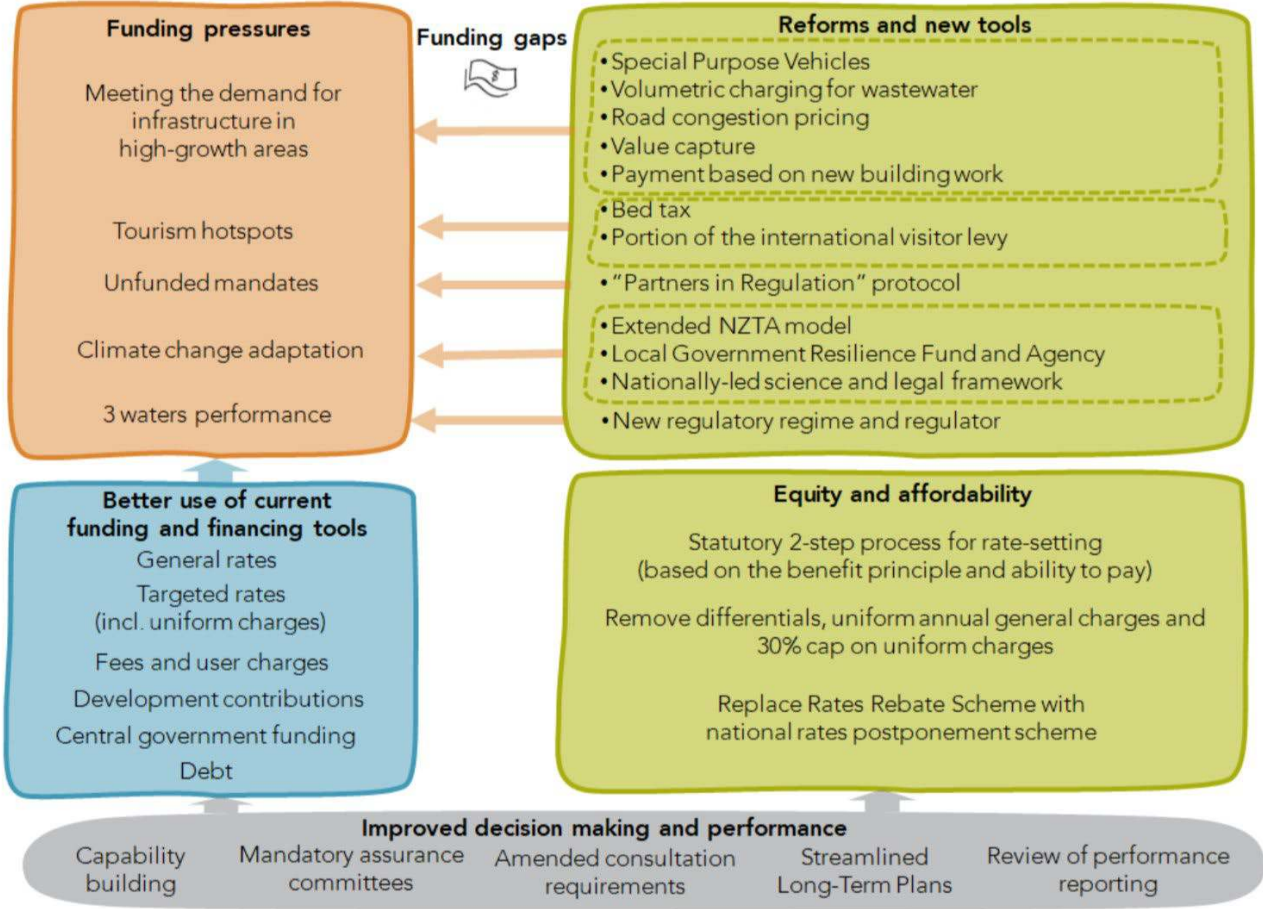 Funding pressures
Meeting the demand for
infrastructure in
high-growth areas
Tourism hotspots
Unfunded mandates
Climate change adaptation
3 waters performance
Funding gaps
$
Reforms and new tools
•Special Purpose Vehicles
•Volumetric charging for wastewater
•Road congestion pricing
•Value capture
•Payment based on new building work
•Bed tax
•Portion of the international visitor levy
•"Partners in Regulation" protocol
•Extended NZTA model
•Local Government Resilience Fund and Agency
•Nationally-led science and legal framework
•New regulatory regime and regulator
Better use of current
funding and financing tools
General rates
Targeted rates
(incl. uniform charges)
Fees and user charges
Development contributions
Central government funding
Debt
Equity and affordability
Statutory 2-step process for rate-setting
(based on the benefit principle and ability to pay)
Remove differentials, uniform annual general charges and
30% cap on uniform charges
Replace Rates Rebate Scheme with
national rates postponement scheme
Improved decision making and performance
Capability
building
Mandatory assurance
committees
Amended consultation
requirements
Streamlined
Long-Term Plans
Review of performance
reporting